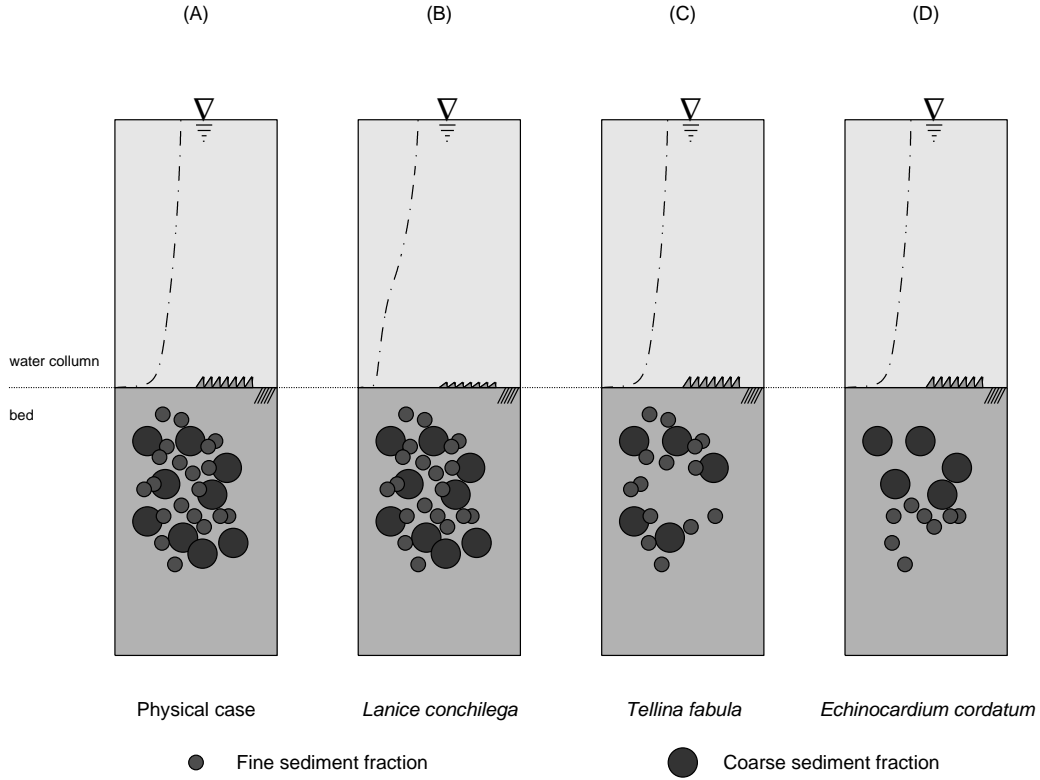 (A) (B) (C) (D)
water collumn
bed
Physical case Lanice conchilega Tellina fabula Echinocardium cordatum
Fine sediment fraction Coarse sediment fraction